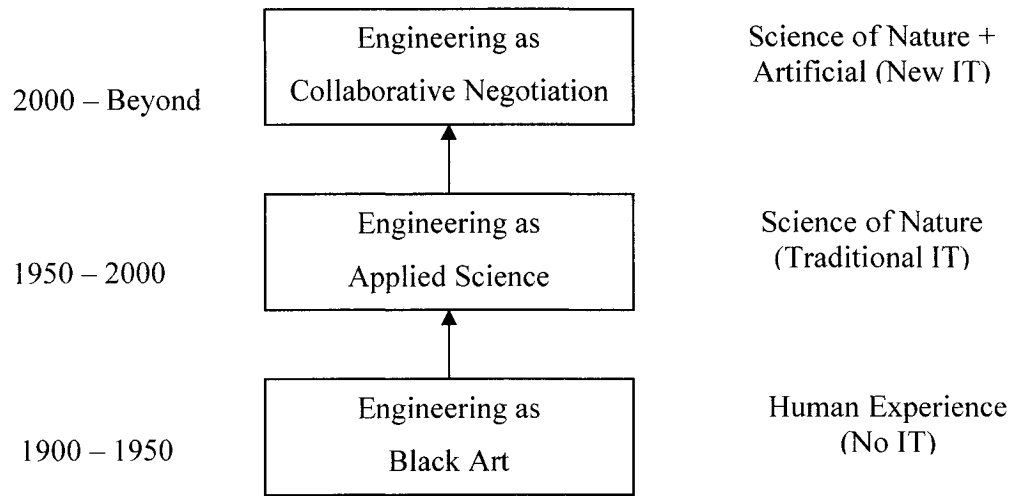 Engineering as
Collaborative Negotiation
2000 – Beyond
Science of Nature +
Artificial (New IT)
Engineering as
Applied Science
1950 – 2000
Science of Nature
(Traditional IT)
Engineering as
Black Art
1900 – 1950
Human Experience
(No IT)